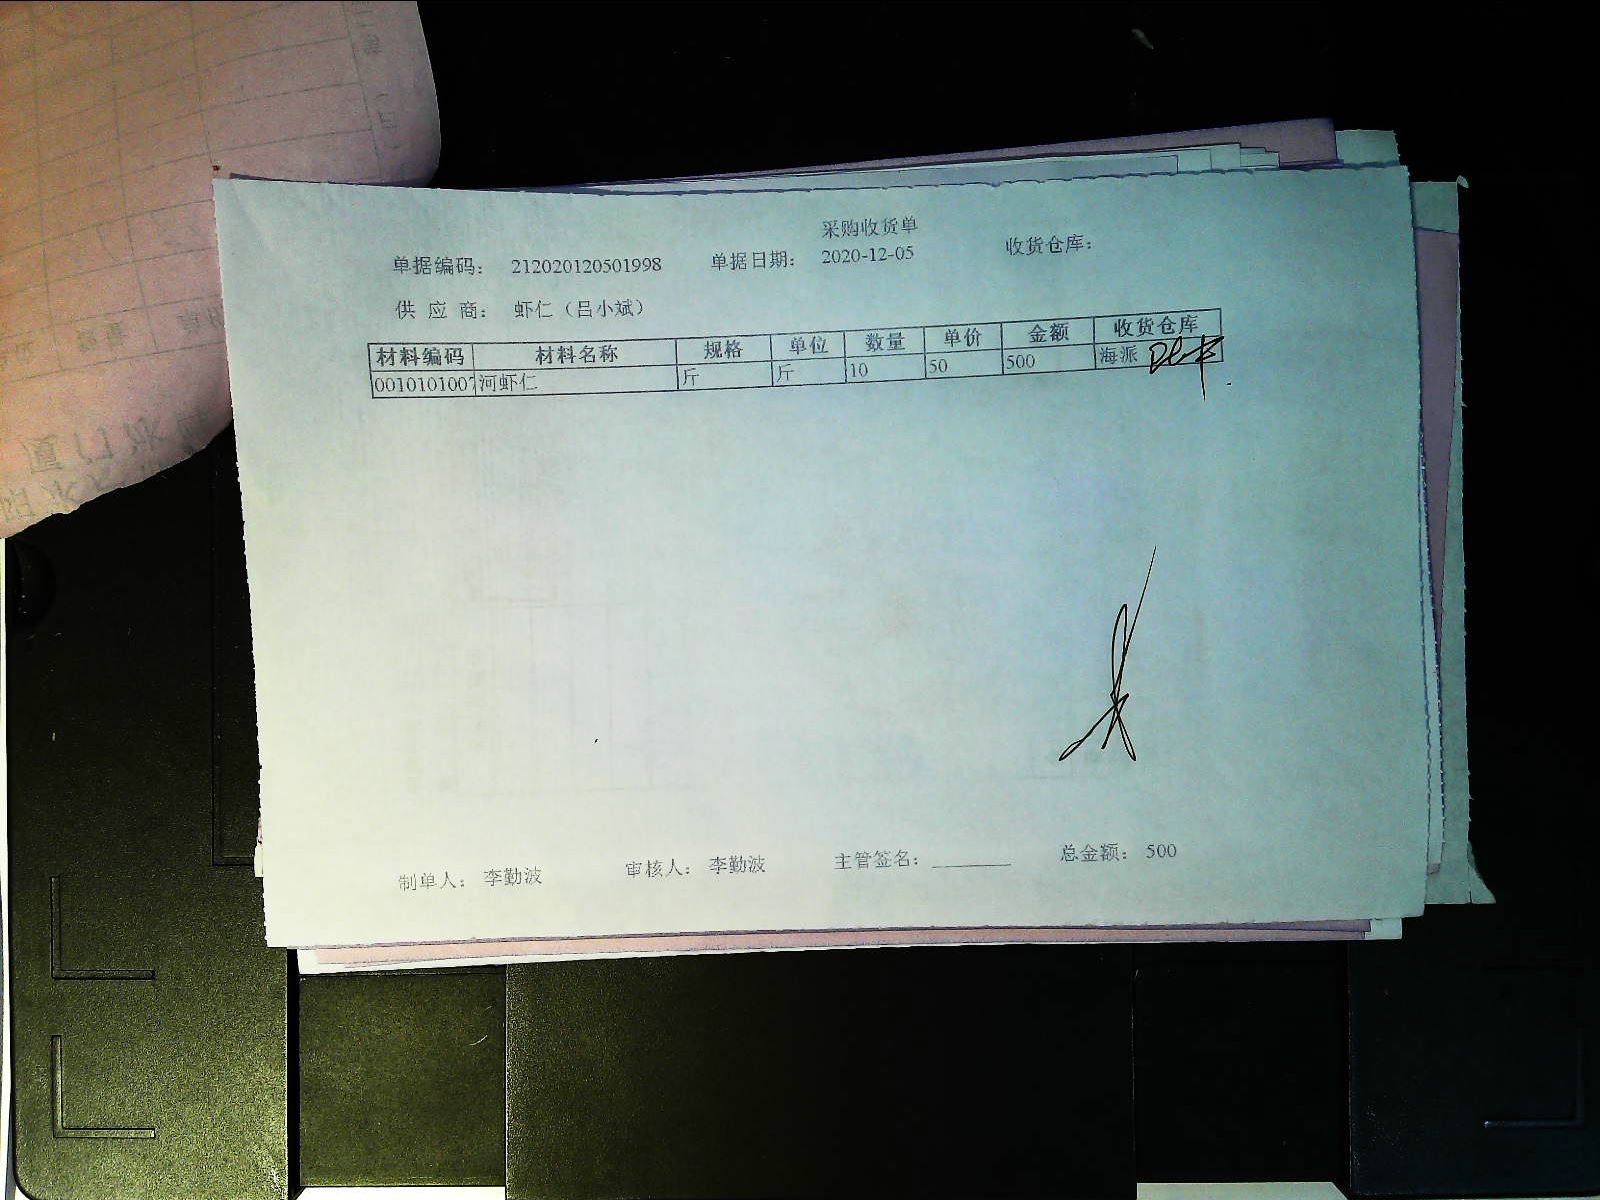 采购收货单
单据编码: 212020120501998 单据日期: 2020-12-05 收货仓库:
供 应 商: 虾仁（吕小斌）
材料编码 材料名称 规格 单位 数量 单价 金额 收货仓库
0010101007 河虾仁 斤 斤 10 50 500 海派
制单人: 李勤波 审核人: 李勤波 主管签名: ________ 总金额: 500